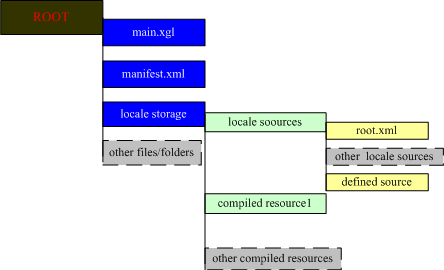 ROOT
main.xgl
manifest.xml
locale storage
locale soources
root.xml
other files/folders
other  locale sources
defined source
compiled resource1
other compiled resources